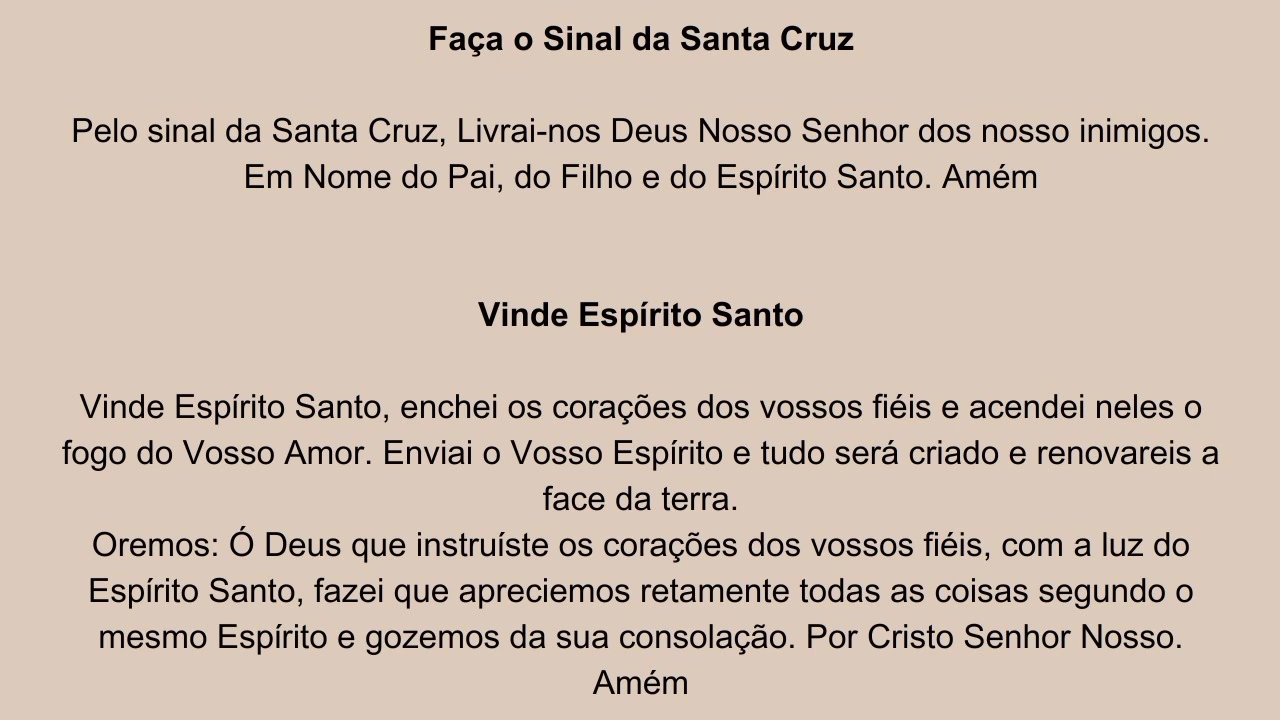 Faça o Sinal da Santa Cruz
Pelo sinal da Santa Cruz, Livrai-nos Deus Nosso Senhor dos nosso inimigos.
Em Nome do Pai, do Filho e do Espírito Santo. Amém
Vinde Espírito Santo
Vinde Espírito Santo, enchei os corações dos vossos fiéis e acendei neles o
fogo do Vosso Amor. Enviai o Vosso Espírito e tudo será criado e renovareis a
face da terra.
Oremos: Ó Deus que instruíste os corações dos vossos fiéis, com a luz do
Espírito Santo, fazei que apreciemos retamente todas as coisas segundo o
mesmo Espírito e gozemos da sua consolação. Por Cristo Senhor Nosso.
Amém